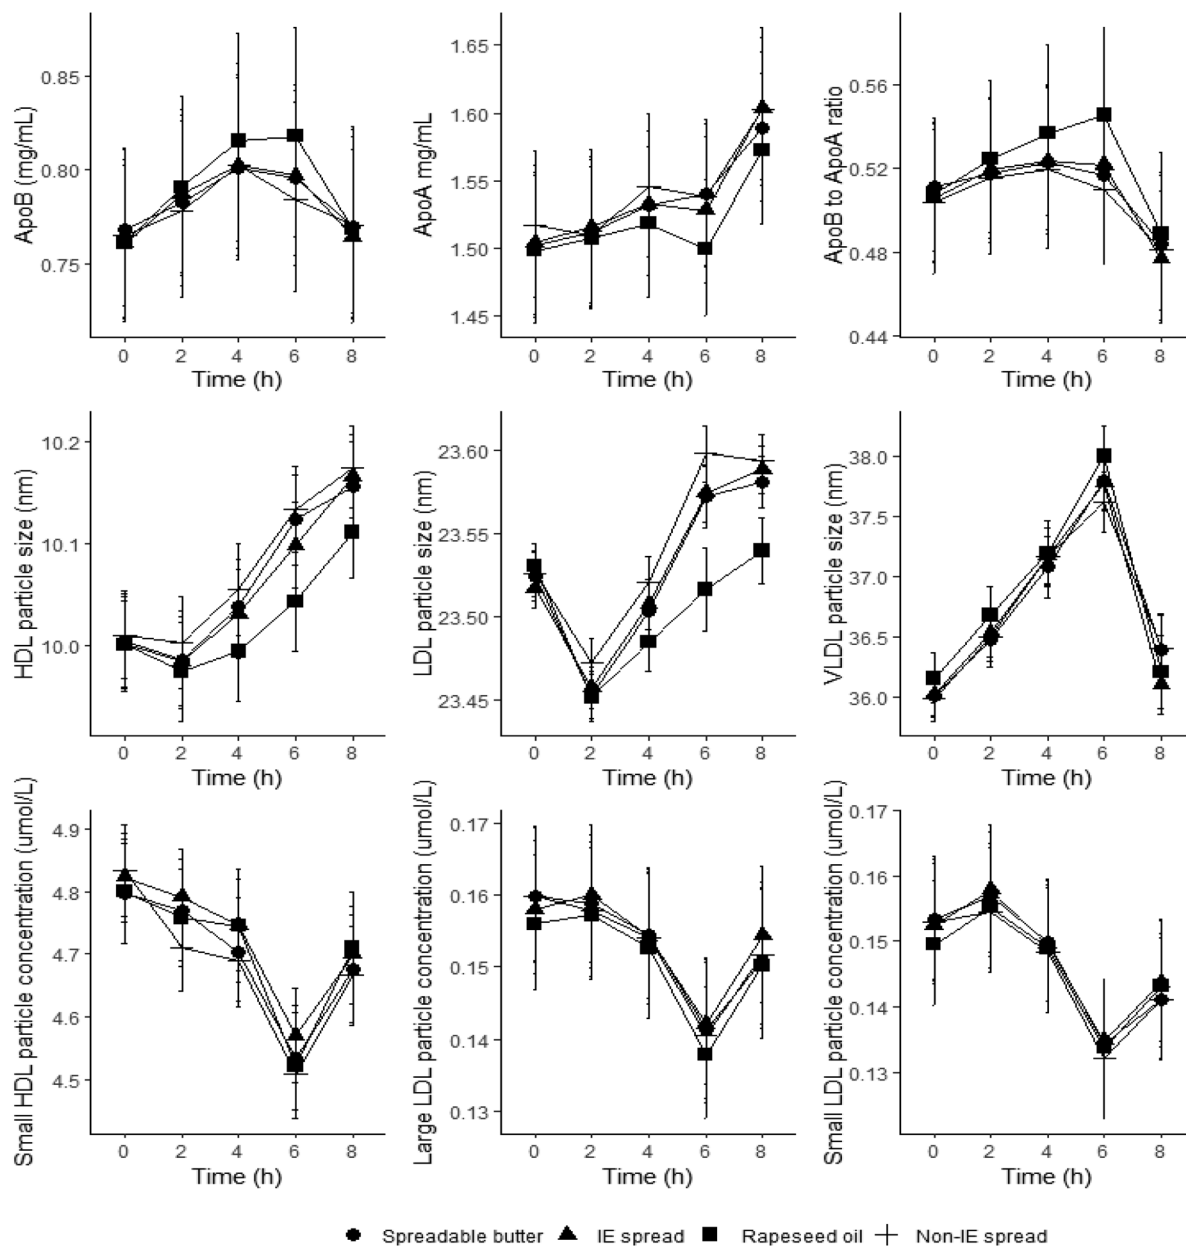 ApoB (mg/mL)
0.85
0.80
0.75
0 2 4 6 8
Time (h)
ApoA mg/mL
1.65
1.60
1.55
1.50
1.45
0 2 4 6 8
Time (h)
ApoB to ApoA ratio
0.56
0.52
0.48
0.44
0 2 4 6 8
Time (h)
HDL particle size (nm)
10.2
10.1
10.0
0 2 4 6 8
Time (h)
LDL particle size (nm)
23.60
23.55
23.50
23.45
0 2 4 6 8
Time (h)
VLDL particle size (nm)
38.0
37.5
37.0
36.5
36.0
0 2 4 6 8
Time (h)
Small HDL particle concentration (umol/L)
4.9
4.8
4.7
4.6
4.5
0 2 4 6 8
Time (h)
Large LDL particle concentration (umol/L)
0.17
0.16
0.15
0.14
0.13
0 2 4 6 8
Time (h)
Small LDL particle concentration (umol/L)
0.17
0.16
0.15
0.14
0.13
0 2 4 6 8
Time (h)
Spreadable butter IE spread Rapeseed oil Non-IE spread